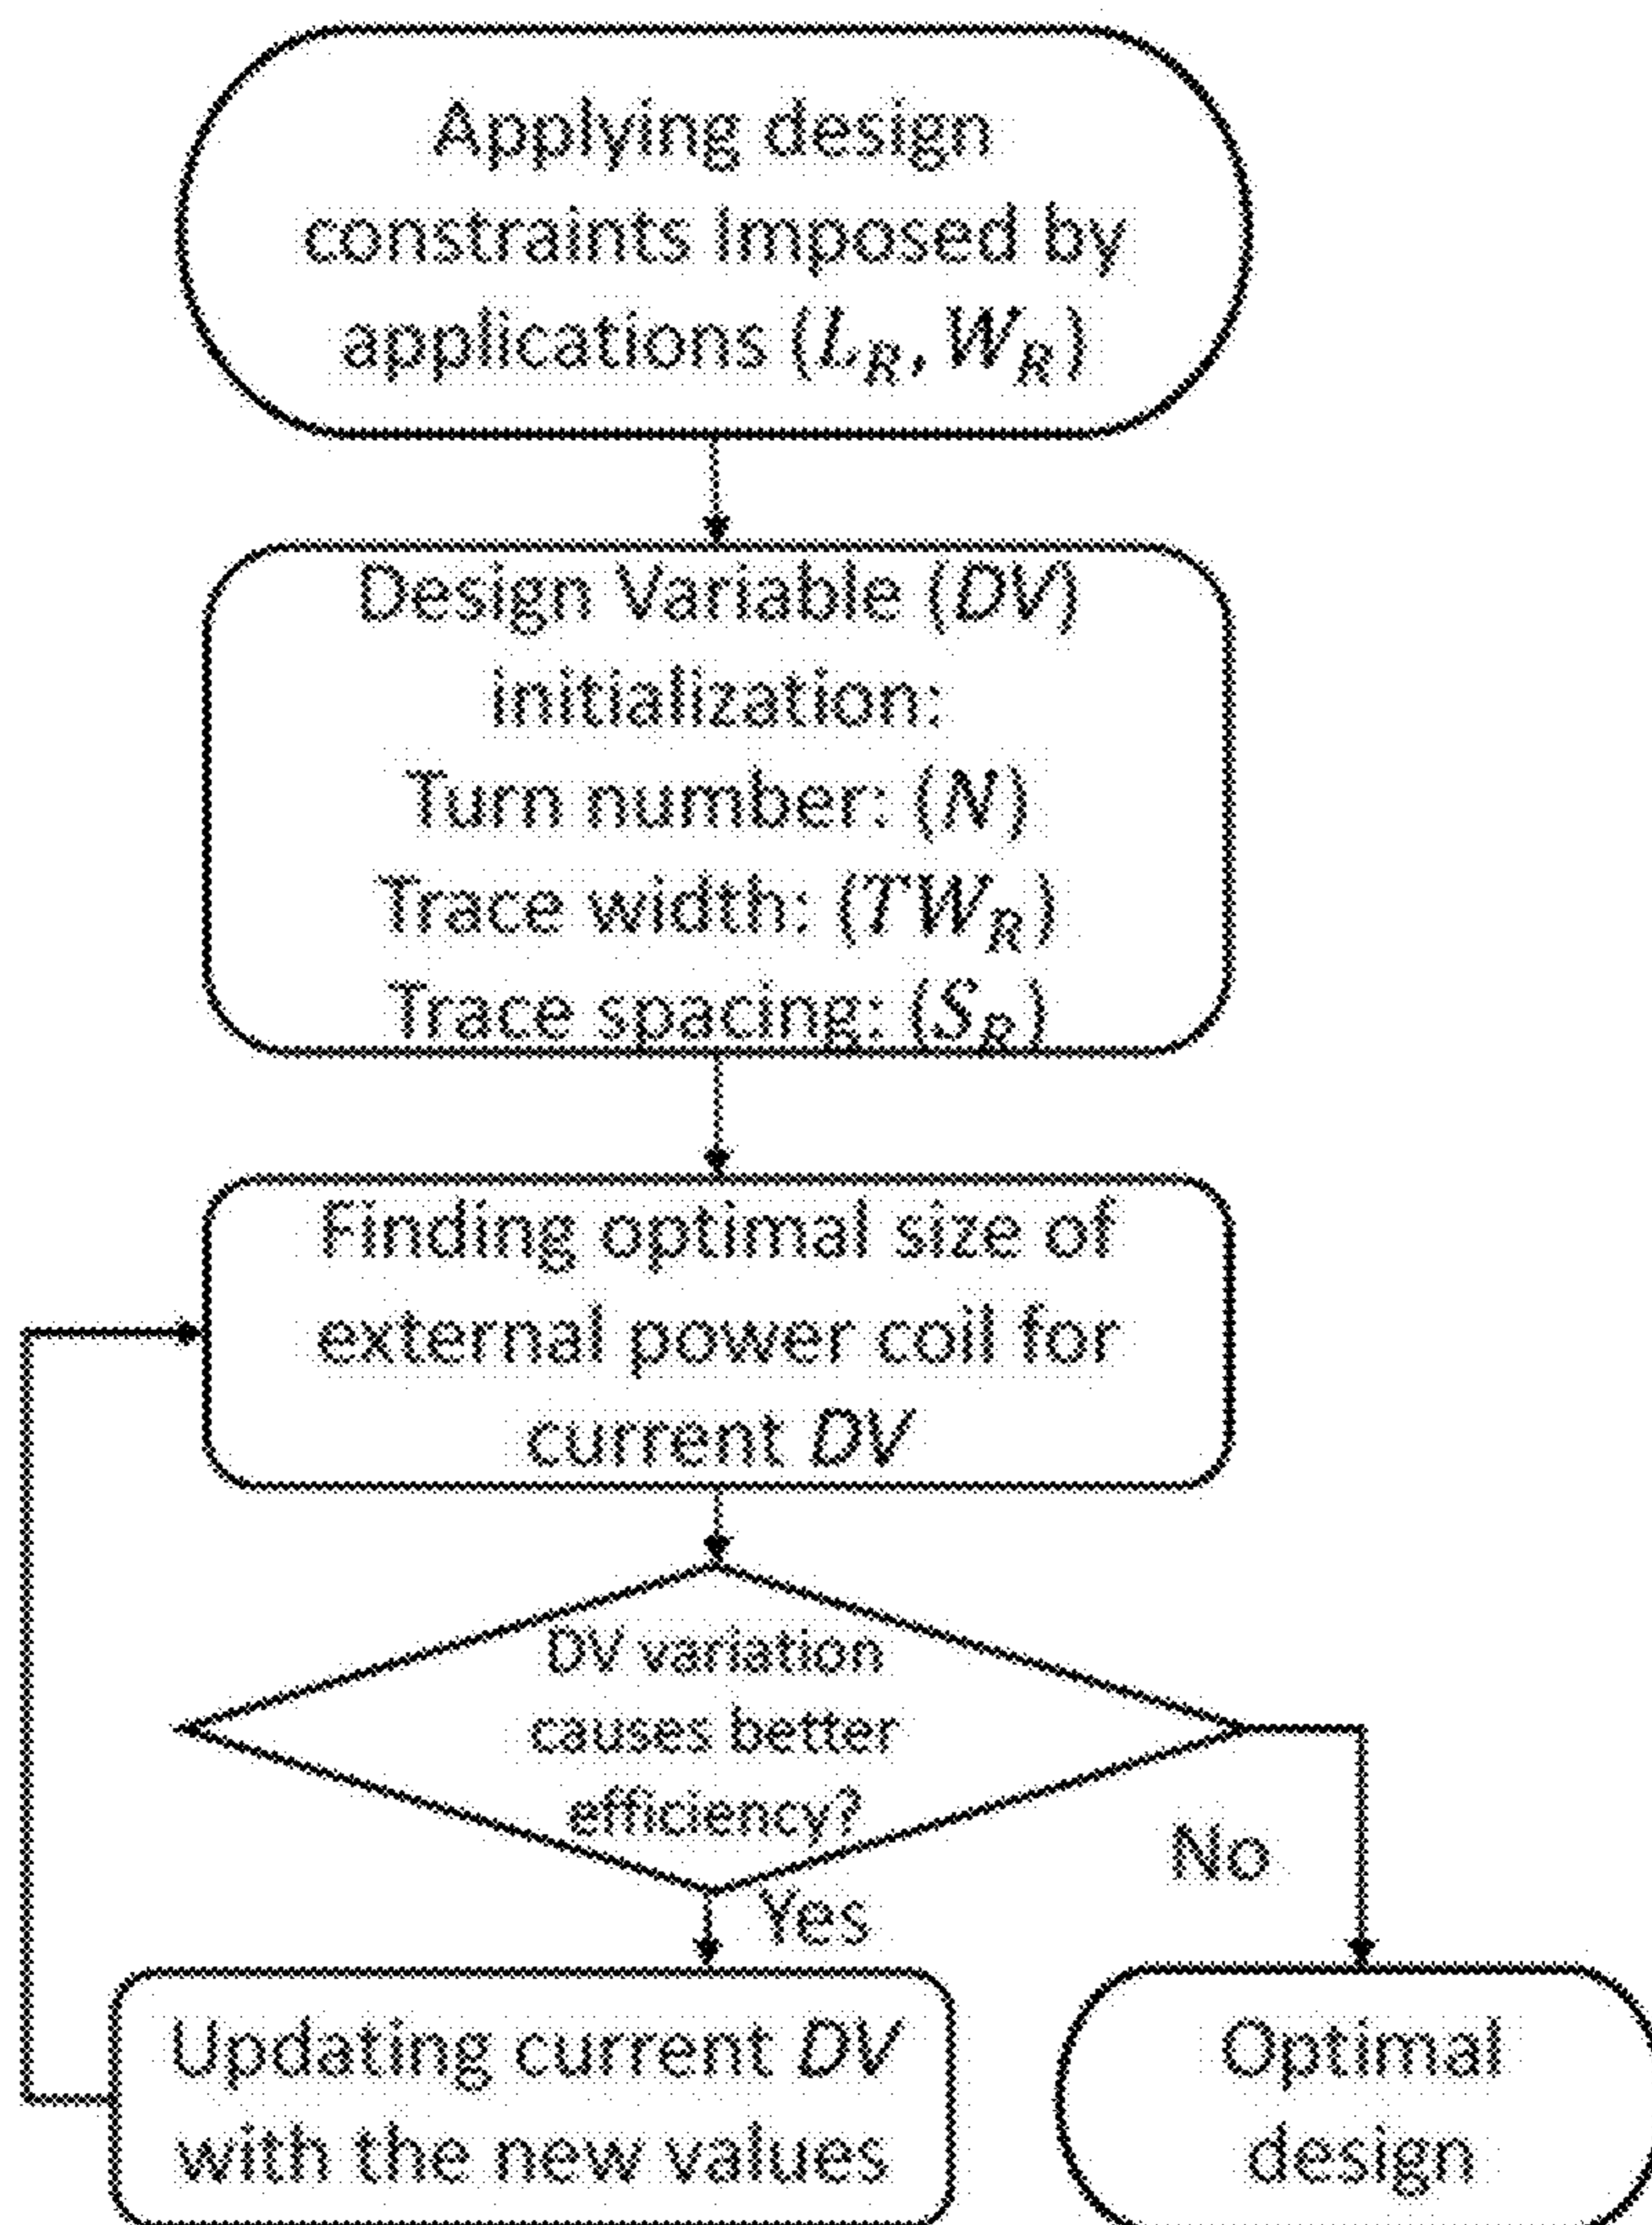 Applying design
constraints Imposed by
applications (L_R, W_R)
Design Variable (DV)
initialization:
Turn number: (N)
Trace width: (TW_R)
Trace spacing: (S_R)
Finding optimal size of
external power coil for
current DV
DV variation
causes better
efficiency?
No
Yes
Updating current DV
with the new values
Optimal
design